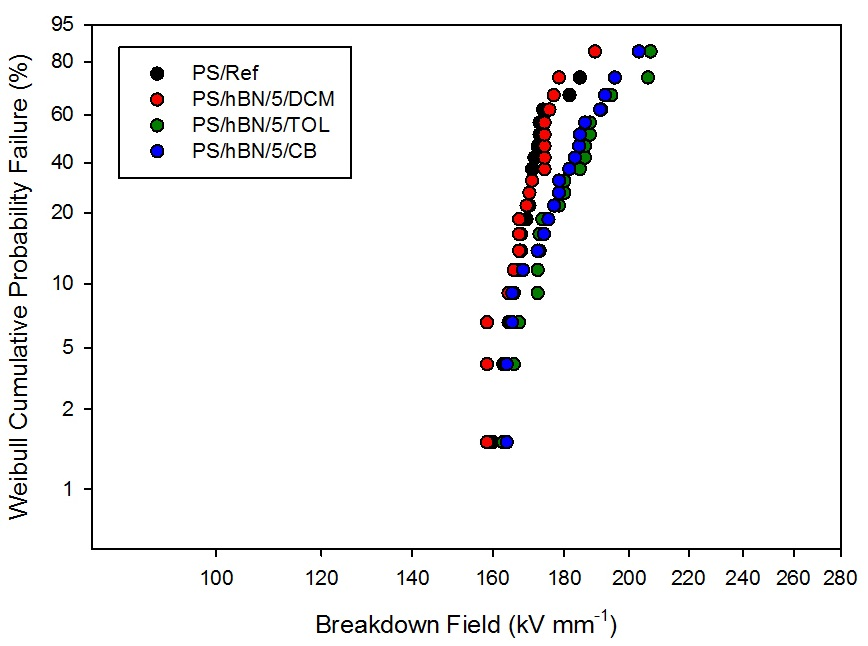 95
80
60
40
20
10
5
2
1
Weibull Cumulative Probability Failure (%)
PS/Ref
PS/hBN/5/DCM
PS/hBN/5/TOL
PS/hBN/5/CB
100 120 140 160 180 200 220 240 260 280
Breakdown Field (kV mm⁻¹)